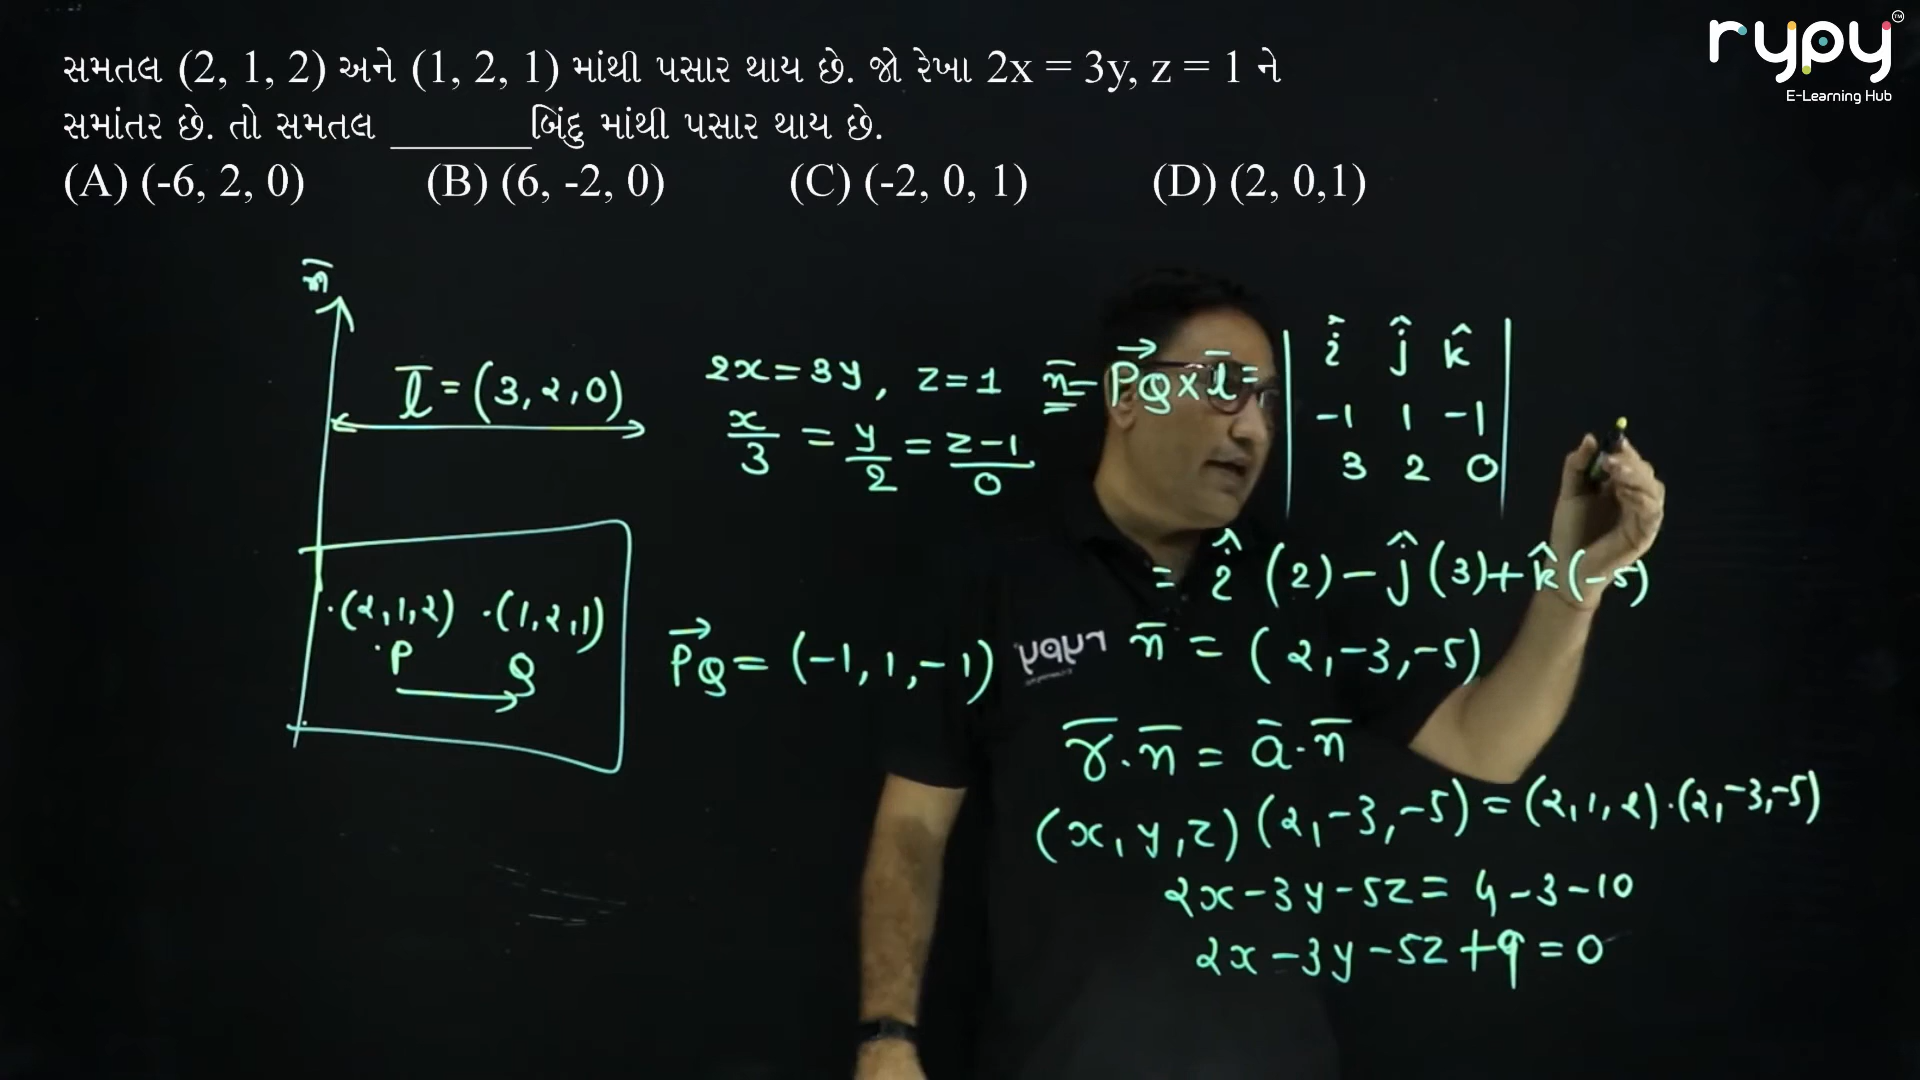 rypy
TM
E-Learning Hub
સમતલ (2, 1, 2) અને (1, 2, 1) માંથી પસાર થાય છે. જો રેખા 2x = 3y, z = 1 ને
સમાંતર છે. તો સમતલ ______બિંદુ માંથી પસાર થાય છે.
(A) (-6, 2, 0) (B) (6, -2, 0) (C) (-2, 0, 1) (D) (2, 0,1)
n̄
l̄ = (3, 2, 0)
2x = 3y, z = 1
x/3 = y/2 = z-1/0
·(2,1,2) ·(1,2,1)
·P Q
PQ→ = (-1, 1, -1)
n̄ = PQ→ × l̄ =
î ĵ k̂
-1 1 -1
3 2 0
= î (2) - ĵ (3) + k̂ (-5)
n̄ = (2, -3, -5)
r̄ . n̄ = ā . n̄
(x, y, z) (2, -3, -5) = (2, 1, 2) . (2, -3, -5)
2x - 3y - 5z = 4 - 3 - 10
2x - 3y - 5z + 9 = 0
rypy